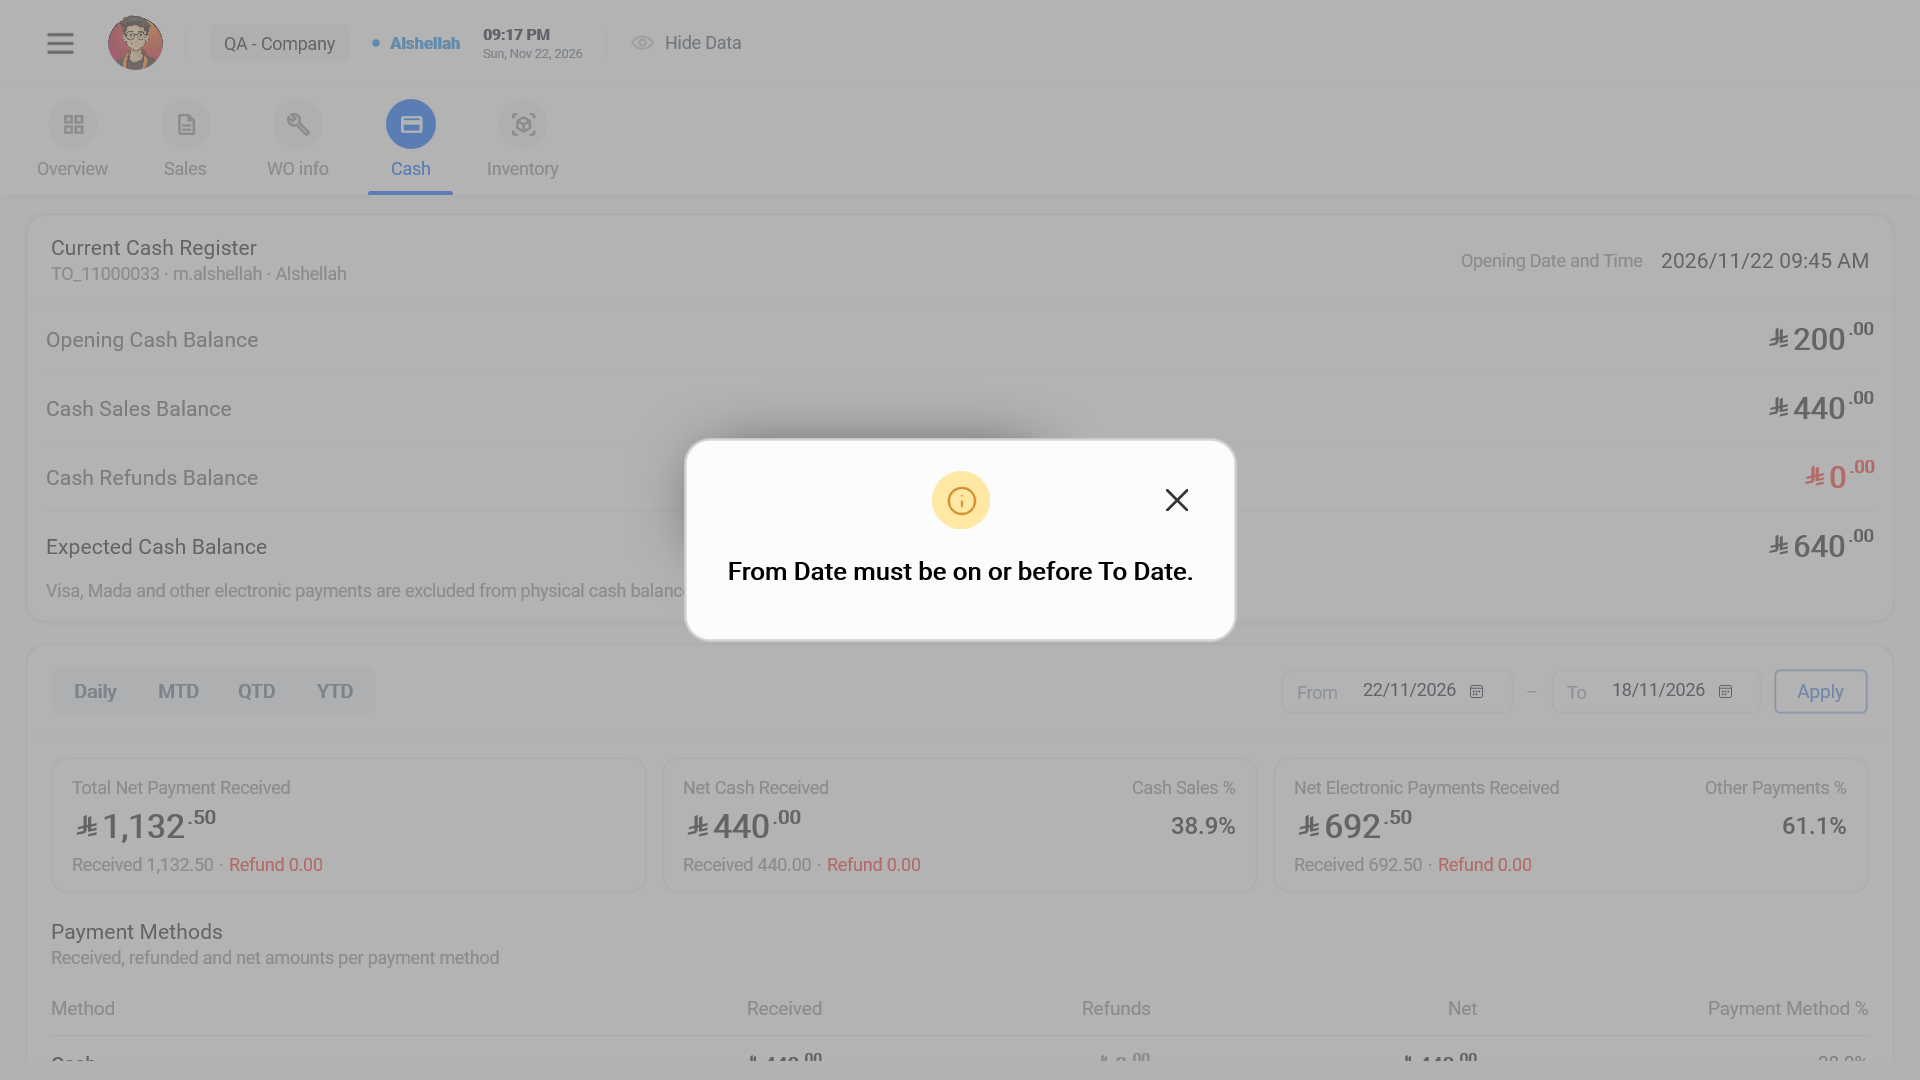 QA - Company
Alshellah
09:17 PM
Sun, Nov 22, 2026
Hide Data
Overview
Sales
WO info
Cash
Inventory
Current Cash Register
TO_11000033 · m.alshellah · Alshellah
Opening Date and Time 2026/11/22 09:45 AM
Opening Cash Balance 200.00
Cash Sales Balance 440.00
Cash Refunds Balance 0.00
Expected Cash Balance 640.00
Visa, Mada and other electronic payments are excluded from physical cash
From Date must be on or before To Date.
Daily MTD QTD YTD
From 22/11/2026 – To 18/11/2026 Apply
Total Net Payment Received
1,132.50
Received 1,132.50 · Refund 0.00
Net Cash Received Cash Sales %
440.00 38.9%
Received 440.00 · Refund 0.00
Net Electronic Payments Received Other Payments %
692.50 61.1%
Received 692.50 · Refund 0.00
Payment Methods
Received, refunded and net amounts per payment method
Method Received Refunds Net Payment Method %